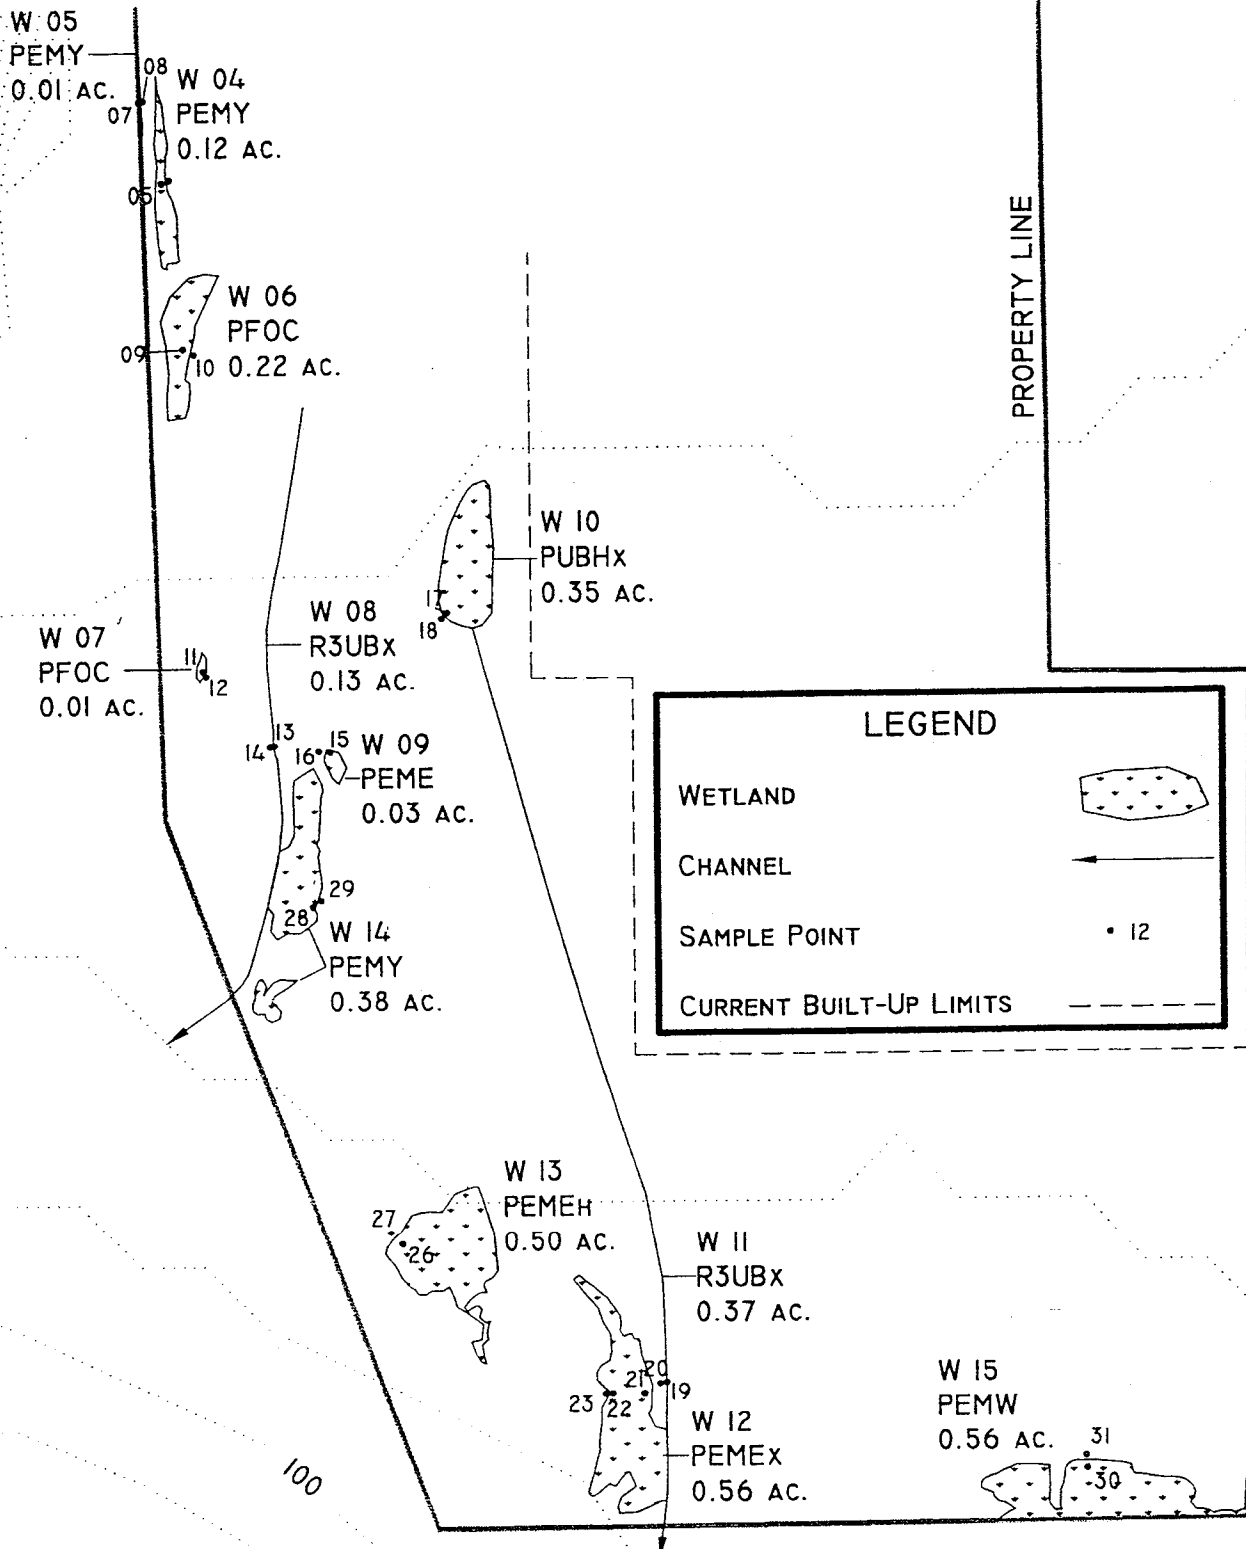 W 05
PEMY
0.01 AC.
08
07
W 04
PEMY
0.12 AC.
05
W 06
PFOC
0.22 AC.
09
10
PROPERTY LINE
W 10
PUBHX
0.35 AC.
17
18
W 08
R3UBX
0.13 AC.
W 07
PFOC
0.01 AC.
11
12
13
14
15
16
W 09
PEME
0.03 AC.
29
28
W 14
PEMY
0.38 AC.
LEGEND
WETLAND
CHANNEL
SAMPLE POINT
12
CURRENT BUILT-UP LIMITS
W 13
PEMEH
0.50 AC.
27
26
W 11
R3UBX
0.37 AC.
20
19
21
22
23
W 12
PEMEX
0.56 AC.
W 15
PEMW
0.56 AC.
31
30
100